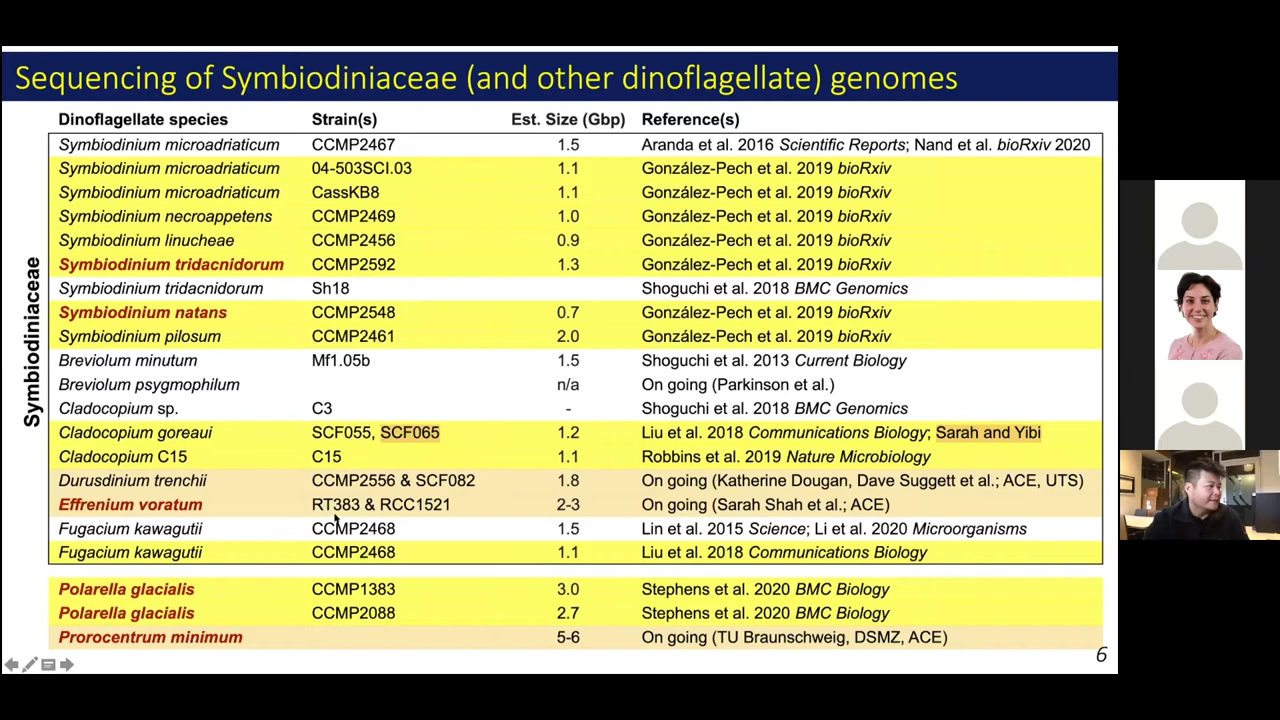 Sequencing of Symbiodiniaceae (and other dinoflagellate) genomes
Dinoflagellate species Strain(s) Est. Size (Gbp) Reference(s)
Symbiodiniaceae
Symbiodinium microadriaticum CCMP2467 1.5 Aranda et al. 2016 Scientific Reports; Nand et al. bioRxiv 2020
Symbiodinium microadriaticum 04-503SCI.03 1.1 González-Pech et al. 2019 bioRxiv
Symbiodinium microadriaticum CassKB8 1.1 González-Pech et al. 2019 bioRxiv
Symbiodinium necroappetens CCMP2469 1.0 González-Pech et al. 2019 bioRxiv
Symbiodinium linucheae CCMP2456 0.9 González-Pech et al. 2019 bioRxiv
Symbiodinium tridacnidorum CCMP2592 1.3 González-Pech et al. 2019 bioRxiv
Symbiodinium tridacnidorum Sh18 Shoguchi et al. 2018 BMC Genomics
Symbiodinium natans CCMP2548 0.7 González-Pech et al. 2019 bioRxiv
Symbiodinium pilosum CCMP2461 2.0 González-Pech et al. 2019 bioRxiv
Breviolum minutum Mf1.05b 1.5 Shoguchi et al. 2013 Current Biology
Breviolum psygmophilum n/a On going (Parkinson et al.)
Cladocopium sp. C3 - Shoguchi et al. 2018 BMC Genomics
Cladocopium goreaui SCF055, SCF065 1.2 Liu et al. 2018 Communications Biology; Sarah and Yibi
Cladocopium C15 C15 1.1 Robbins et al. 2019 Nature Microbiology
Durusdinium trenchii CCMP2556 & SCF082 1.8 On going (Katherine Dougan, Dave Suggett et al.; ACE, UTS)
Effrenium voratum RT383 & RCC1521 2-3 On going (Sarah Shah et al.; ACE)
Fugacium kawagutii CCMP2468 1.5 Lin et al. 2015 Science; Li et al. 2020 Microorganisms
Fugacium kawagutii CCMP2468 1.1 Liu et al. 2018 Communications Biology
Polarella glacialis CCMP1383 3.0 Stephens et al. 2020 BMC Biology
Polarella glacialis CCMP2088 2.7 Stephens et al. 2020 BMC Biology
Prorocentrum minimum 5-6 On going (TU Braunschweig, DSMZ, ACE)
6